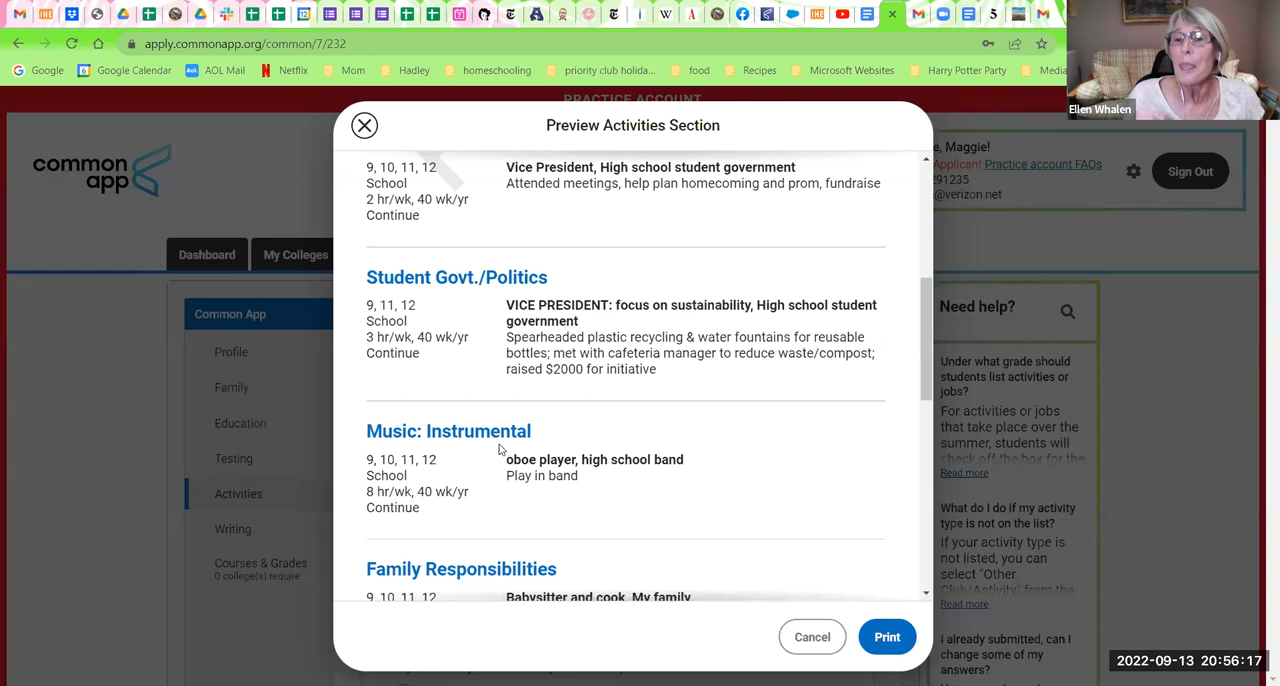 apply.commonapp.org/common/7/232
Google
Google Calendar
AOL Mail
Netflix
Mom
Hadley
homeschooling
priority club holida...
food
Recipes
Microsoft Websites
Harry Potter Party
Media
Ellen Whalen
PRACTICE ACCOUNT
common
app
e, Maggie!
Applicant Practice account FAQs
291235
@verizon.net
Sign Out
Dashboard
My Colleges
Common App
Profile
Family
Education
Testing
Activities
Writing
Courses & Grades
0 college(s) require
Preview Activities Section
9, 10, 11, 12
School
2 hr/wk, 40 wk/yr
Continue
Vice President, High school student government
Attended meetings, help plan homecoming and prom, fundraise
Student Govt./Politics
9, 11, 12
School
3 hr/wk, 40 wk/yr
Continue
VICE PRESIDENT: focus on sustainability, High school student
government
Spearheaded plastic recycling & water fountains for reusable
bottles; met with cafeteria manager to reduce waste/compost;
raised $2000 for initiative
Music: Instrumental
9, 10, 11, 12
School
8 hr/wk, 40 wk/yr
Continue
oboe player, high school band
Play in band
Family Responsibilities
9, 10, 11, 12
Babysitter and cook, My family
Cancel
Print
Need help?
Under what grade should
students list activities or
jobs?
For activities or jobs
that take place over the
summer, students will
check off the box for the
Read more
What do I do if my activity
type is not on the list?
If your activity type is
not listed, you can
select "Other
Club/Activity" from the
Read more
I already submitted, can I
change some of my
answers?
2022-09-13 20:56:17